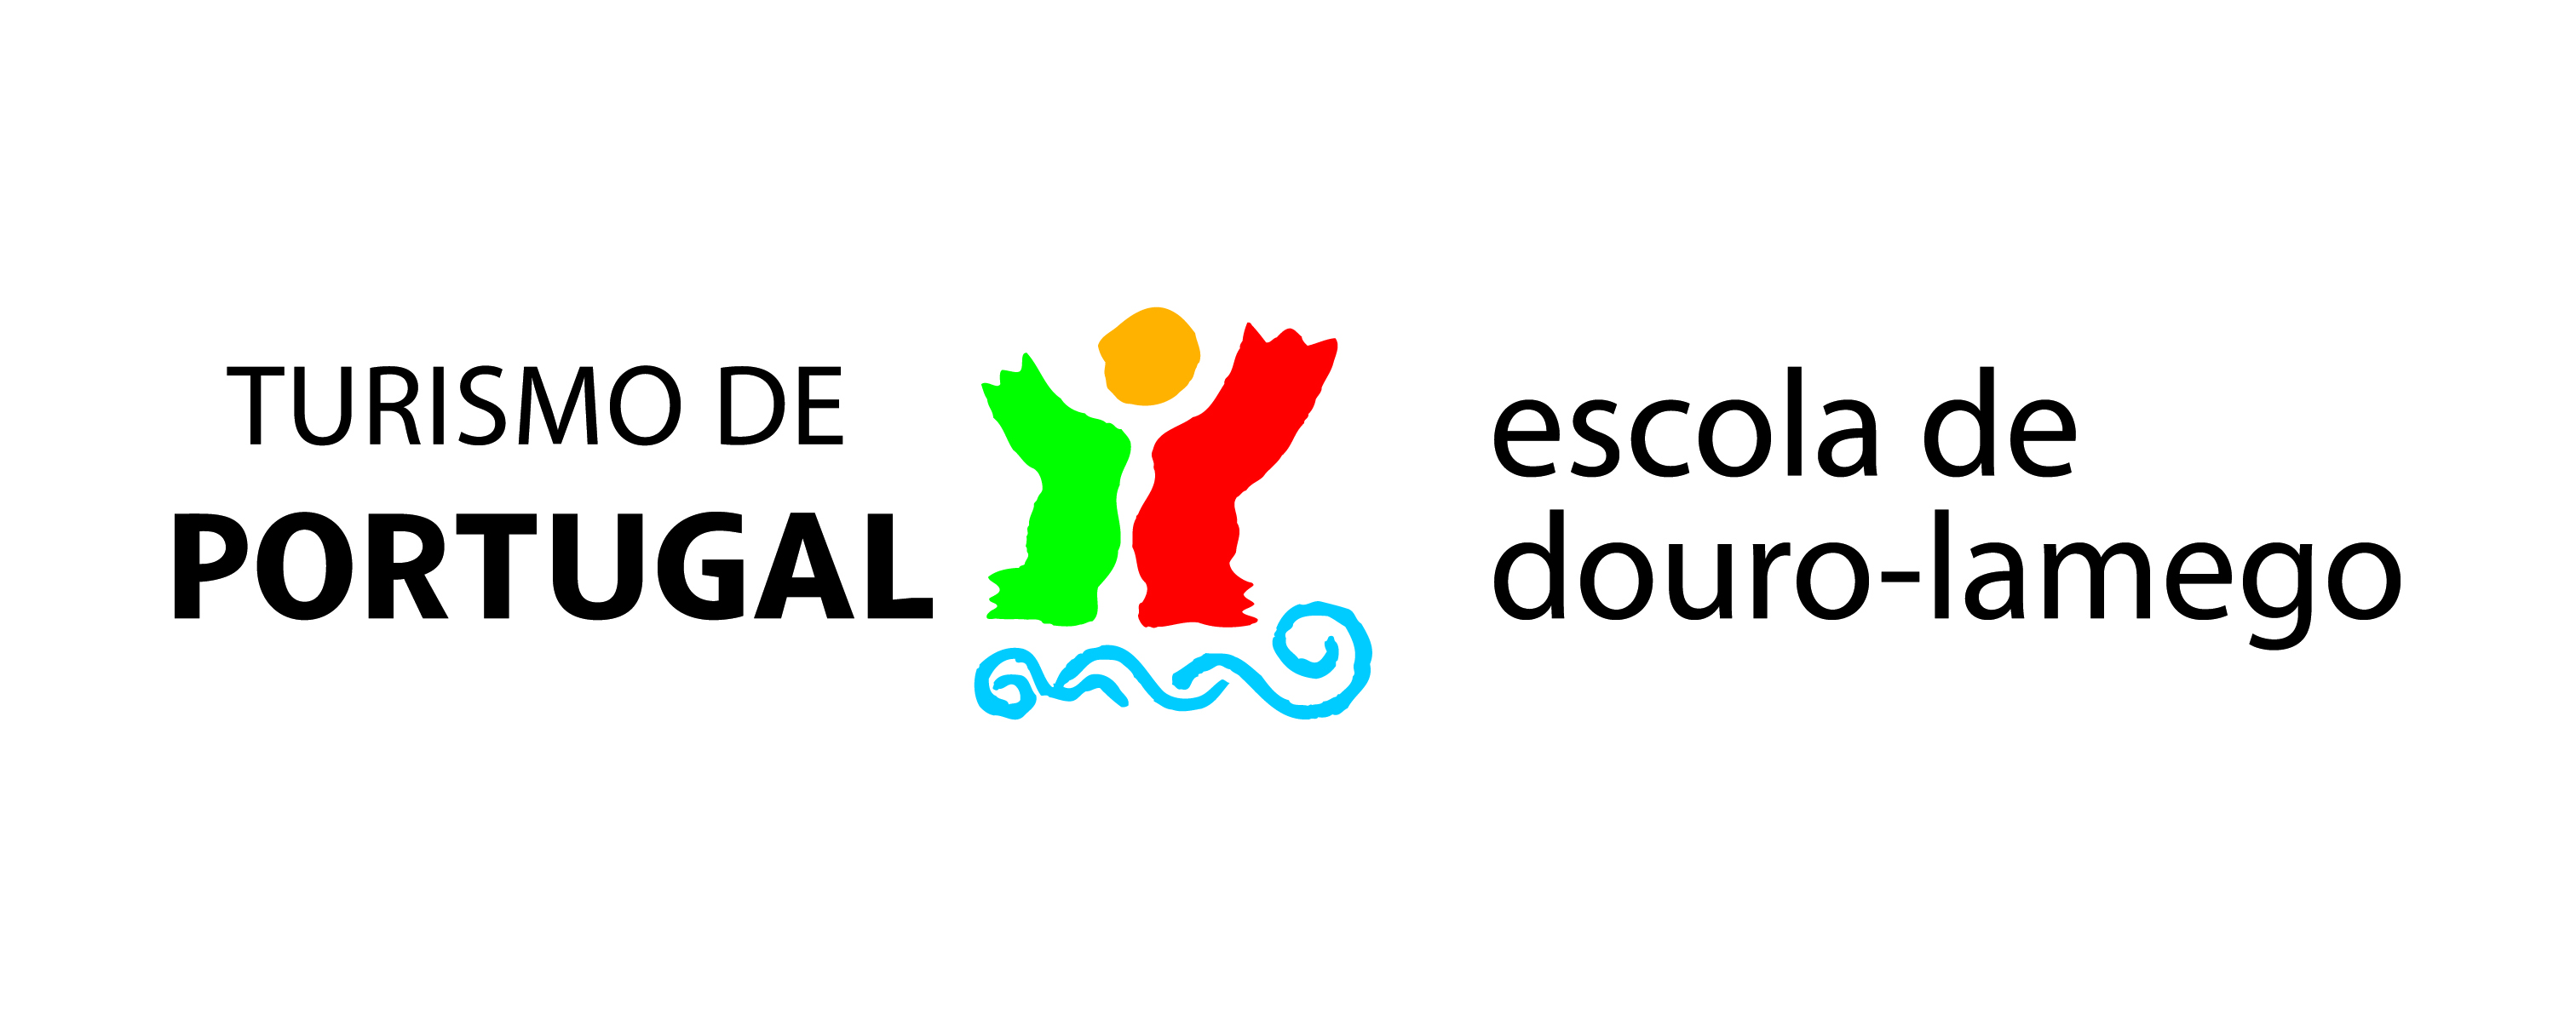 TURISMO DE
PORTUGAL
escola de
douro-lamego